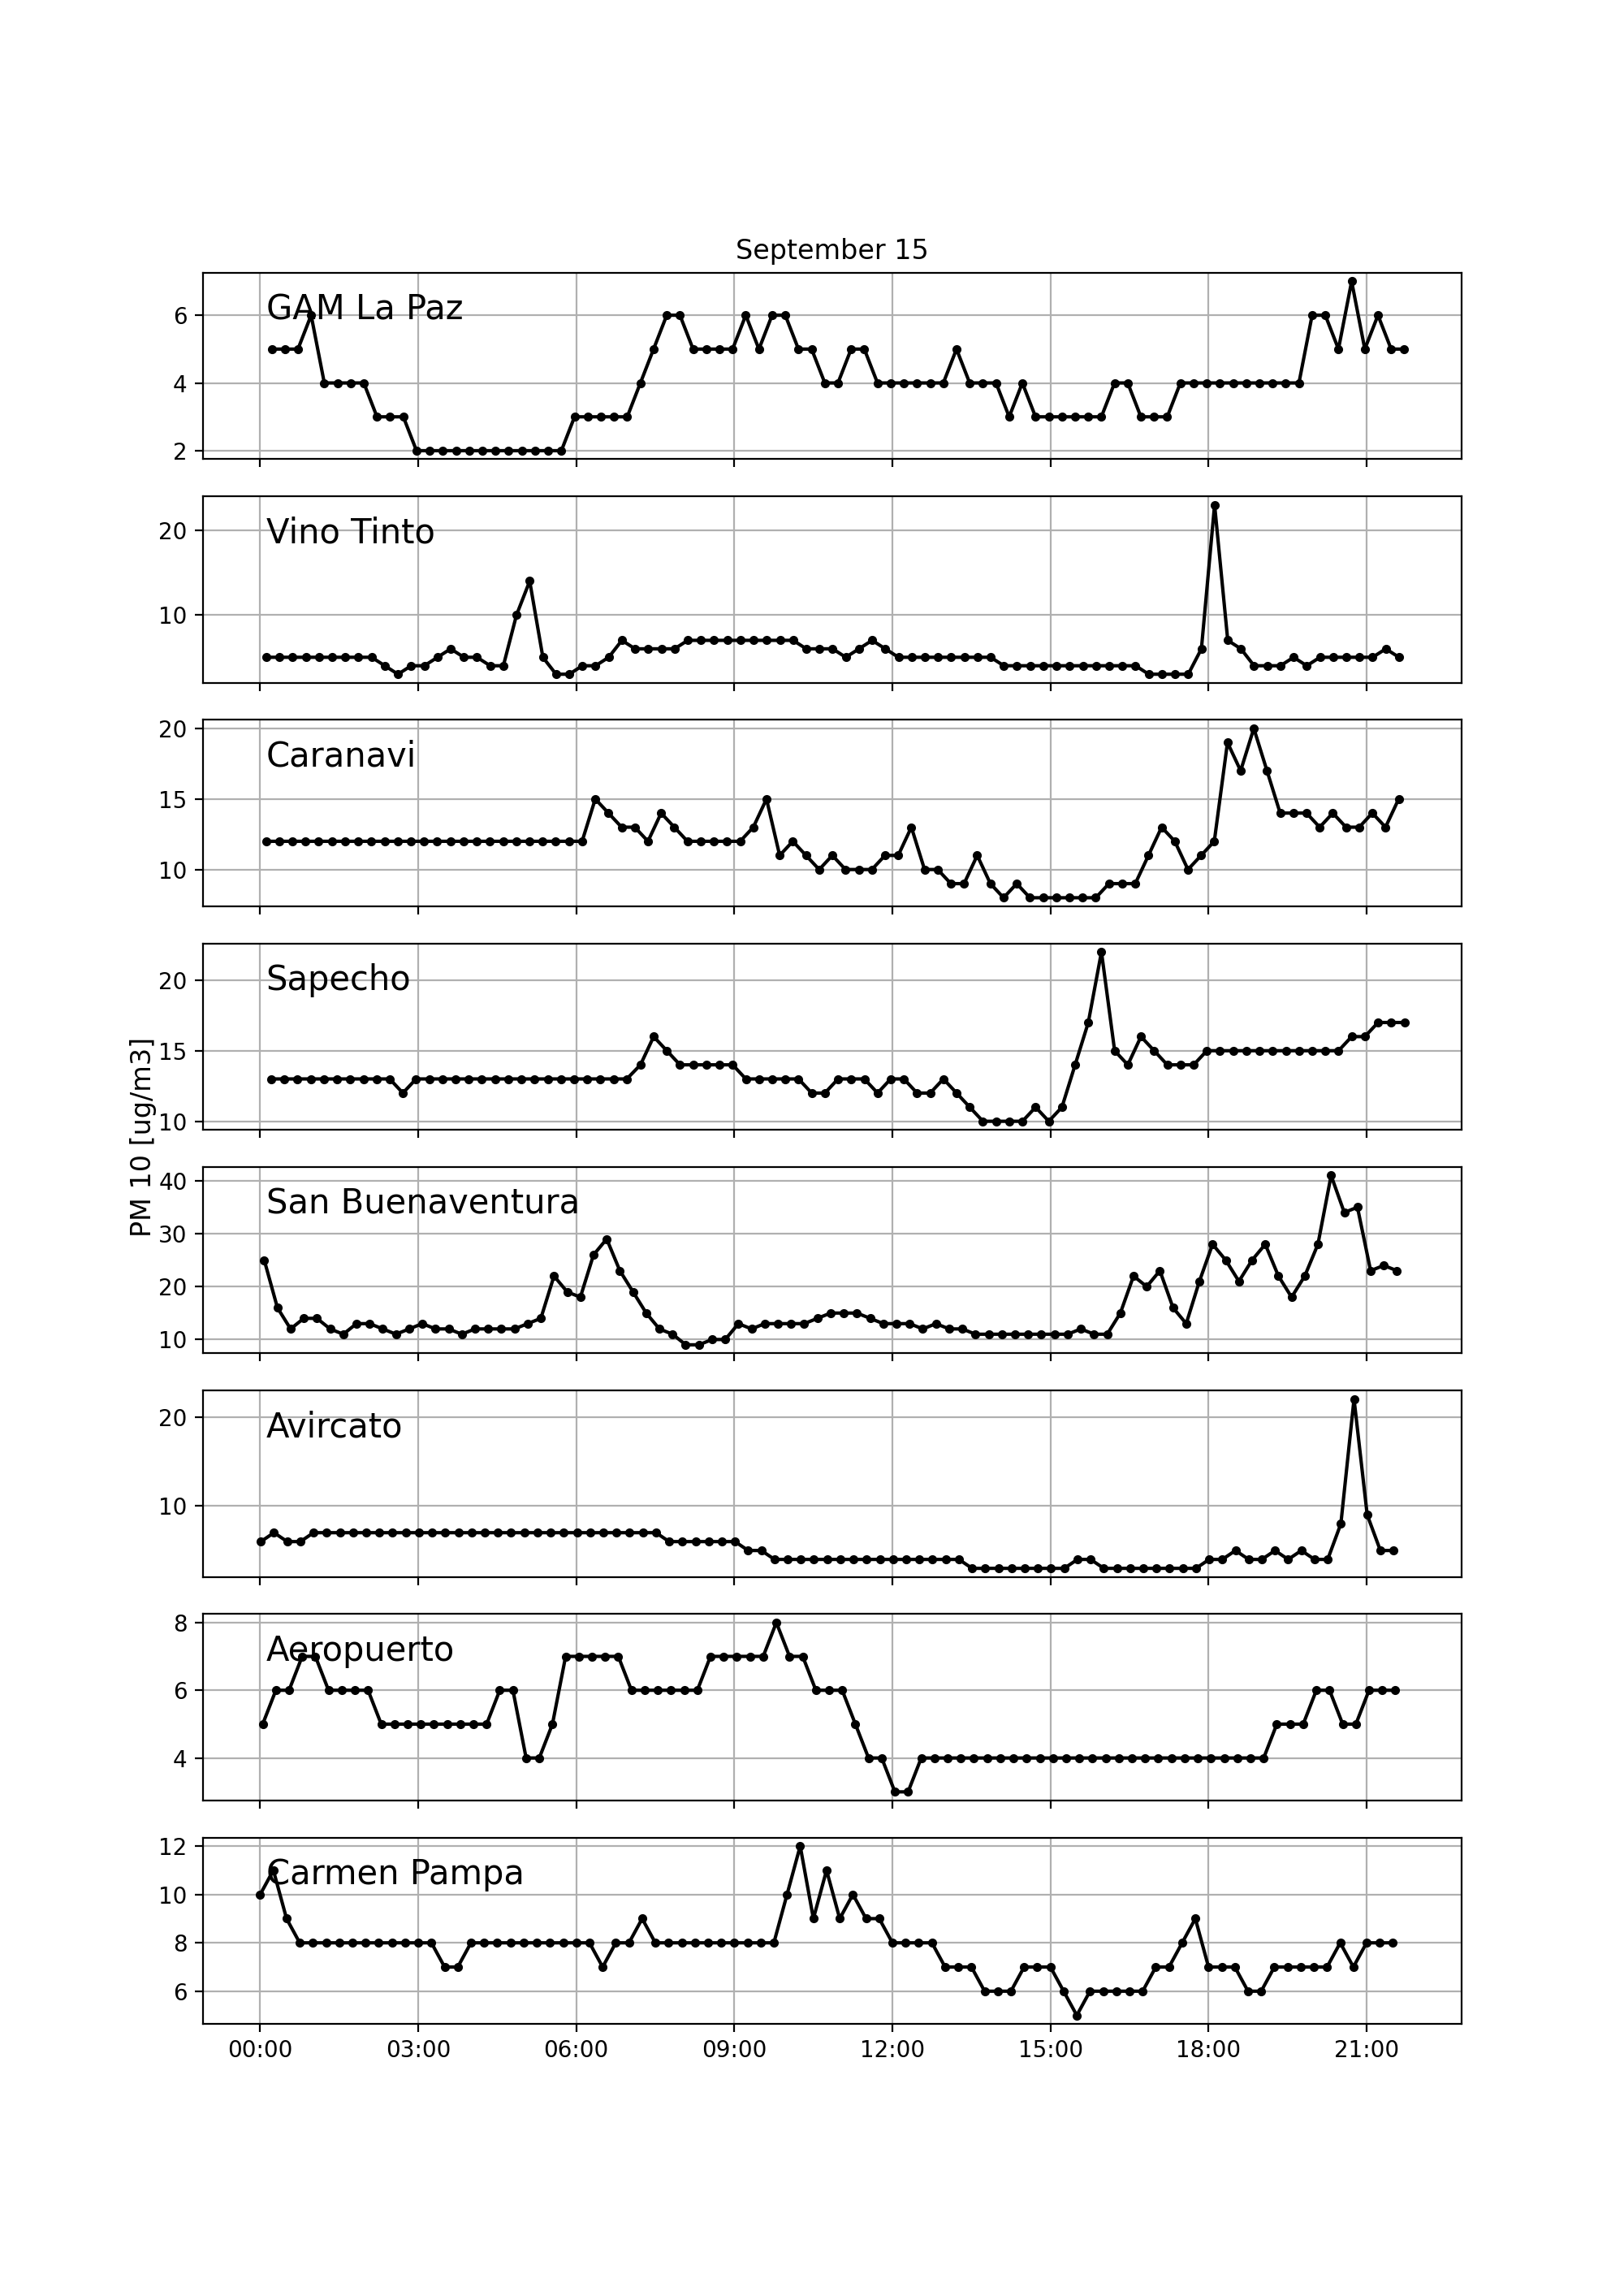 September 15
GAM La Paz
6
4
2
Vino Tinto
20
10
Caranavi
20
15
10
Sapecho
20
15
10
PM 10 [ug/m3]
San Buenaventura
40
30
20
10
Avircato
20
10
Aeropuerto
8
6
4
Carmen Pampa
12
10
8
6
00:00 03:00 06:00 09:00 12:00 15:00 18:00 21:00